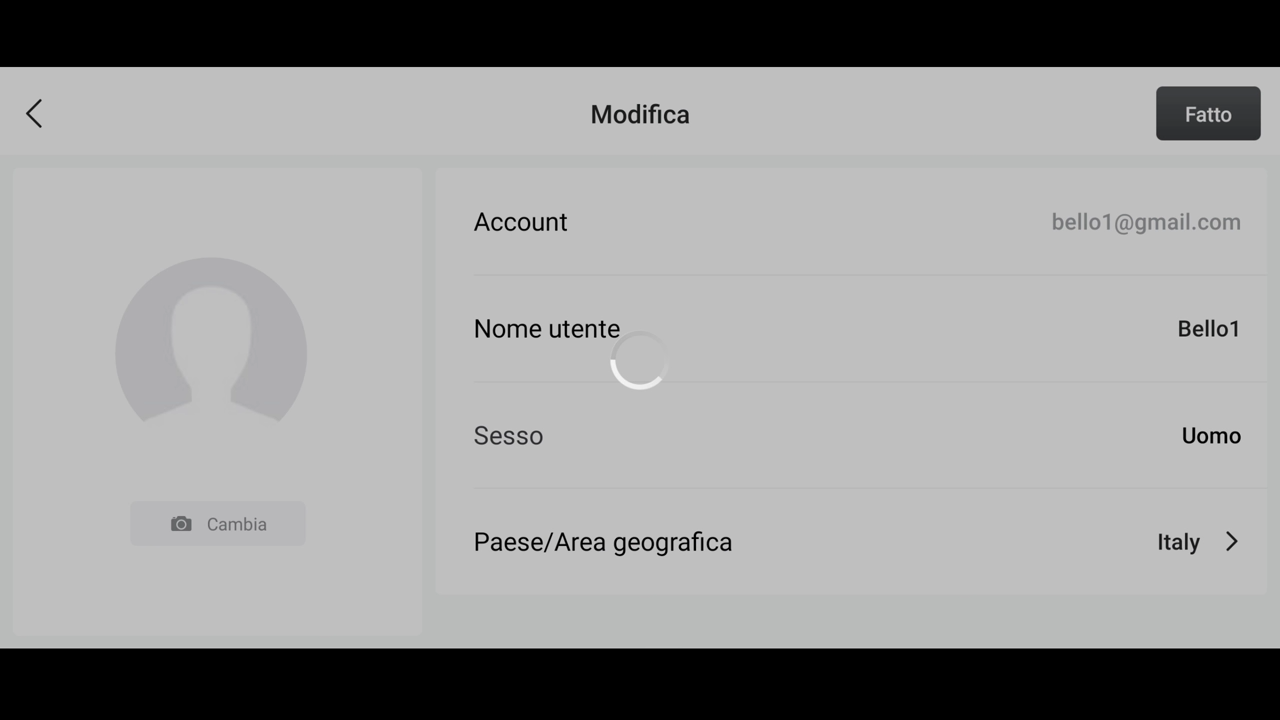 Modifica
Fatto
Account
bello1@gmail.com
Nome utente
Bello1
Sesso
Uomo
Paese/Area geografica
Italy
Cambia